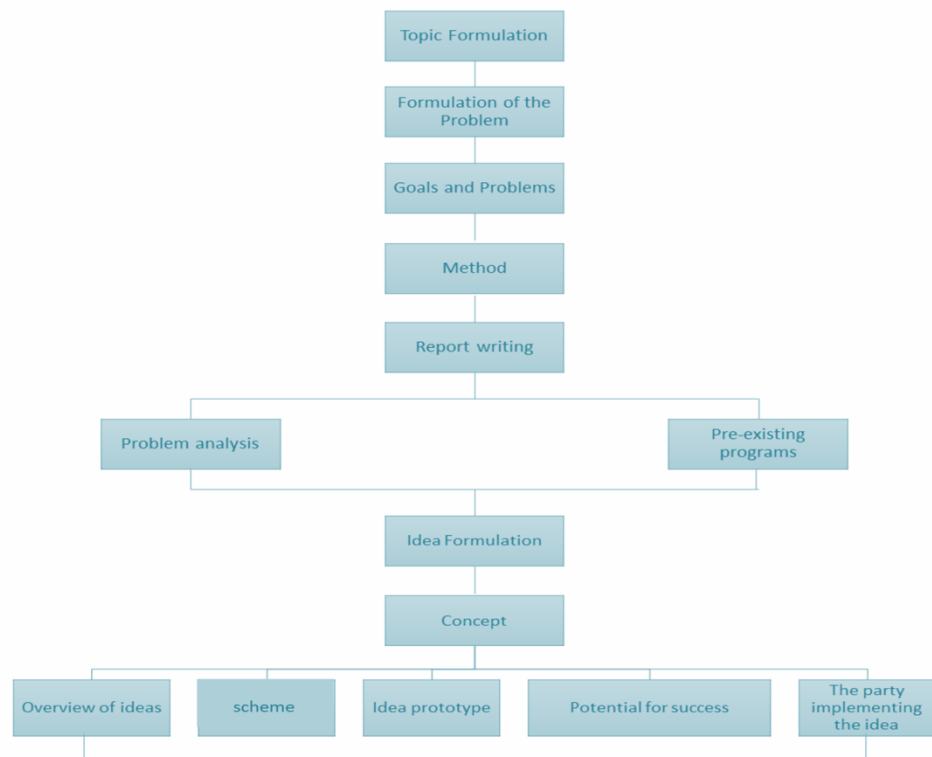 Topic Formulation
Formulation of the
Problem
Goals and Problems
Method
Report writing
Problem analysis
Pre-existing
programs
Idea Formulation
Concept
Overview of ideas
scheme
Idea prototype
Potential for success
The party
implementing
the idea